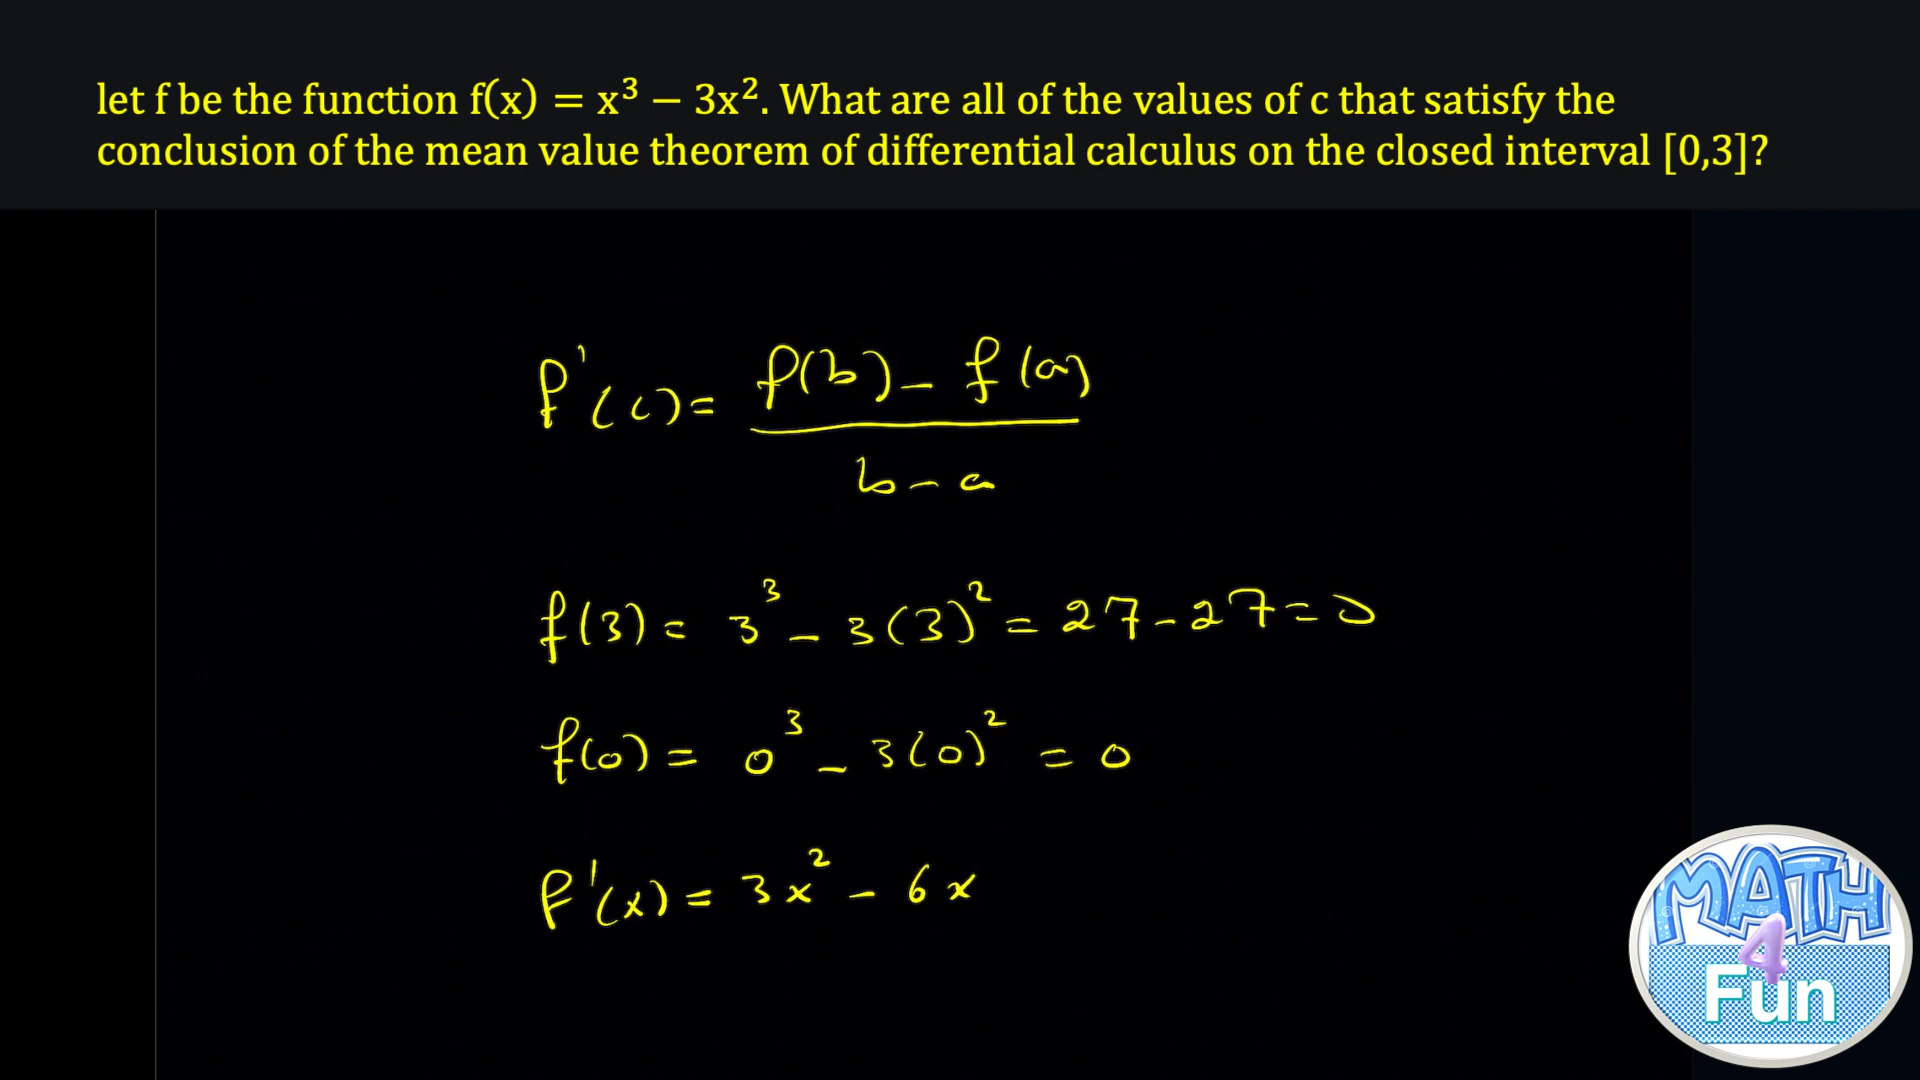 let f be the function f(x) = x³ − 3x². What are all of the values of c that satisfy the
conclusion of the mean value theorem of differential calculus on the closed interval [0,3]?
f'(c) = f(b) - f(a)
b - a
f(3) = 3³ - 3(3)² = 27 - 27 = 0
f(0) = 0³ - 3(0)² = 0
f'(x) = 3x² - 6x
MATH
4
Fun